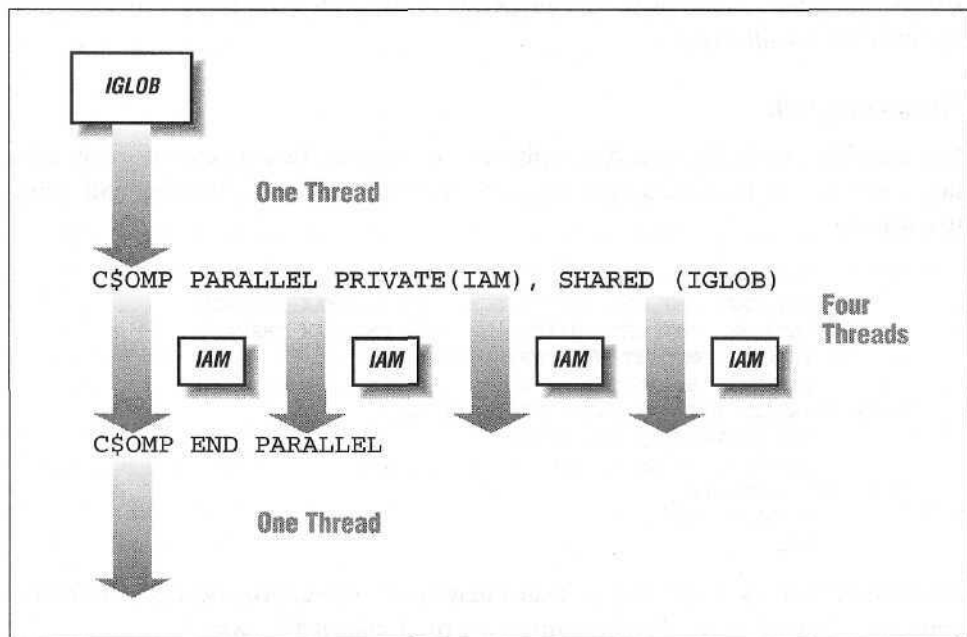 IGLOB
One Thread
C$OMP PARALLEL PRIVATE(IAM), SHARED (IGLOB)
Four
Threads
IAM IAM IAM IAM
C$OMP END PARALLEL
One Thread